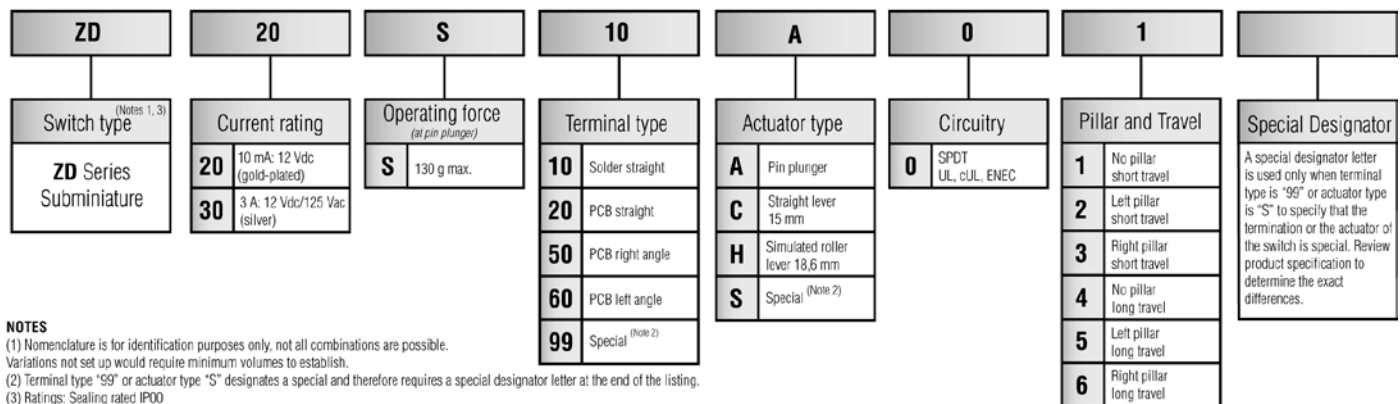 ZD 20 S 10 A 0 1
Switch type (Notes 1, 3)
ZD Series
Subminiature
Current rating
20 10 mA: 12 Vdc
(gold-plated)
30 3 A: 12 Vdc/125 Vac
(silver)
Operating force
(at pin plunger)
S 130 g max.
Terminal type
10 Solder straight
20 PCB straight
50 PCB right angle
60 PCB left angle
99 Special (Note 2)
Actuator type
A Pin plunger
C Straight lever
15 mm
H Simulated roller
lever 18,6 mm
S Special (Note 2)
Circuitry
0 SPDT
UL, cUL, ENEC
Pillar and Travel
1 No pillar
short travel
2 Left pillar
short travel
3 Right pillar
short travel
4 No pillar
long travel
5 Left pillar
long travel
6 Right pillar
long travel
Special Designator
A special designator letter
is used only when terminal
type is "99" or actuator type
is "S" to specify that the
termination or the actuator of
the switch is special. Review
product specification to
determine the exact
differences.
NOTES
(1) Nomenclature is for identification purposes only, not all combinations are possible.
Variations not set up would require minimum volumes to establish.
(2) Terminal type "99" or actuator type "S" designates a special and therefore requires a special designator letter at the end of the listing.
(3) Ratings: Sealing rated IP00